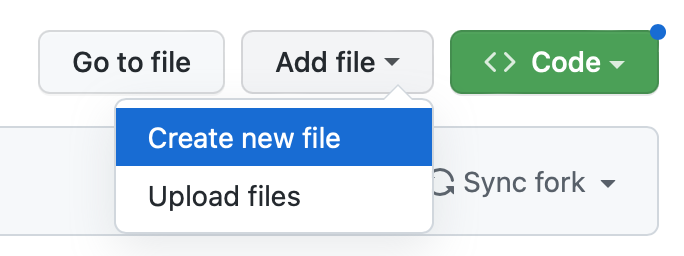 Go to file
Add file
<> Code
Create new file
Upload files
Sync fork